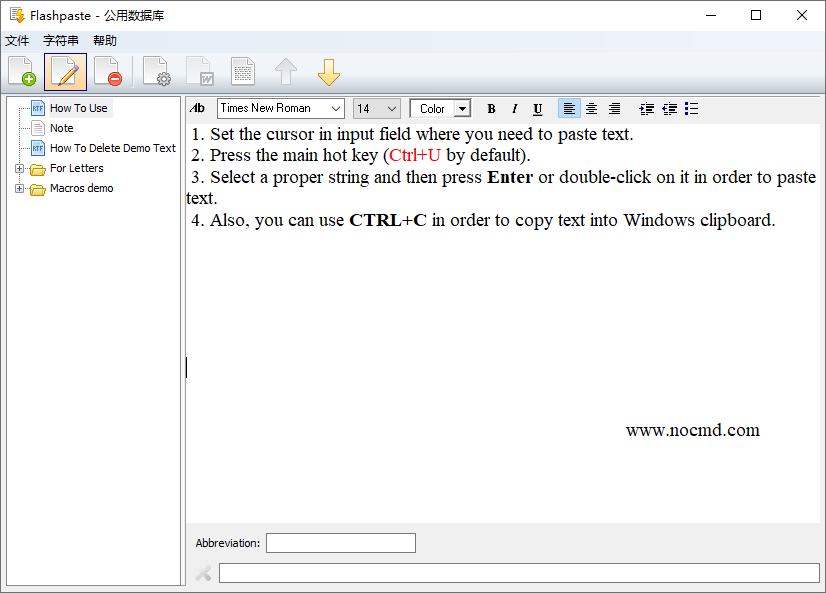 Flashpaste - 公用数据库
文件 字符串 帮助
W
Ab Times New Roman 14 Color B I U
RTF How To Use
Note
RTF How To Delete Demo Text
For Letters
Macros demo
1. Set the cursor in input field where you need to paste text.
2. Press the main hot key (Ctrl+U by default).
3. Select a proper string and then press Enter or double-click on it in order to paste
text.
4. Also, you can use CTRL+C in order to copy text into Windows clipboard.
www.nocmd.com
Abbreviation: